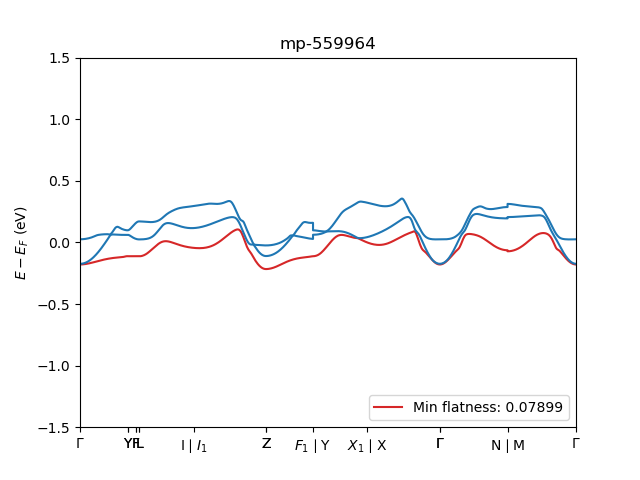 mp-559964
E − E_F (eV)
1.5
1.0
0.5
0.0
−0.5
−1.0
−1.5
Min flatness: 0.07899
Γ Y L I | I₁ Z F₁ | Y X₁ | X Γ N | M Γ